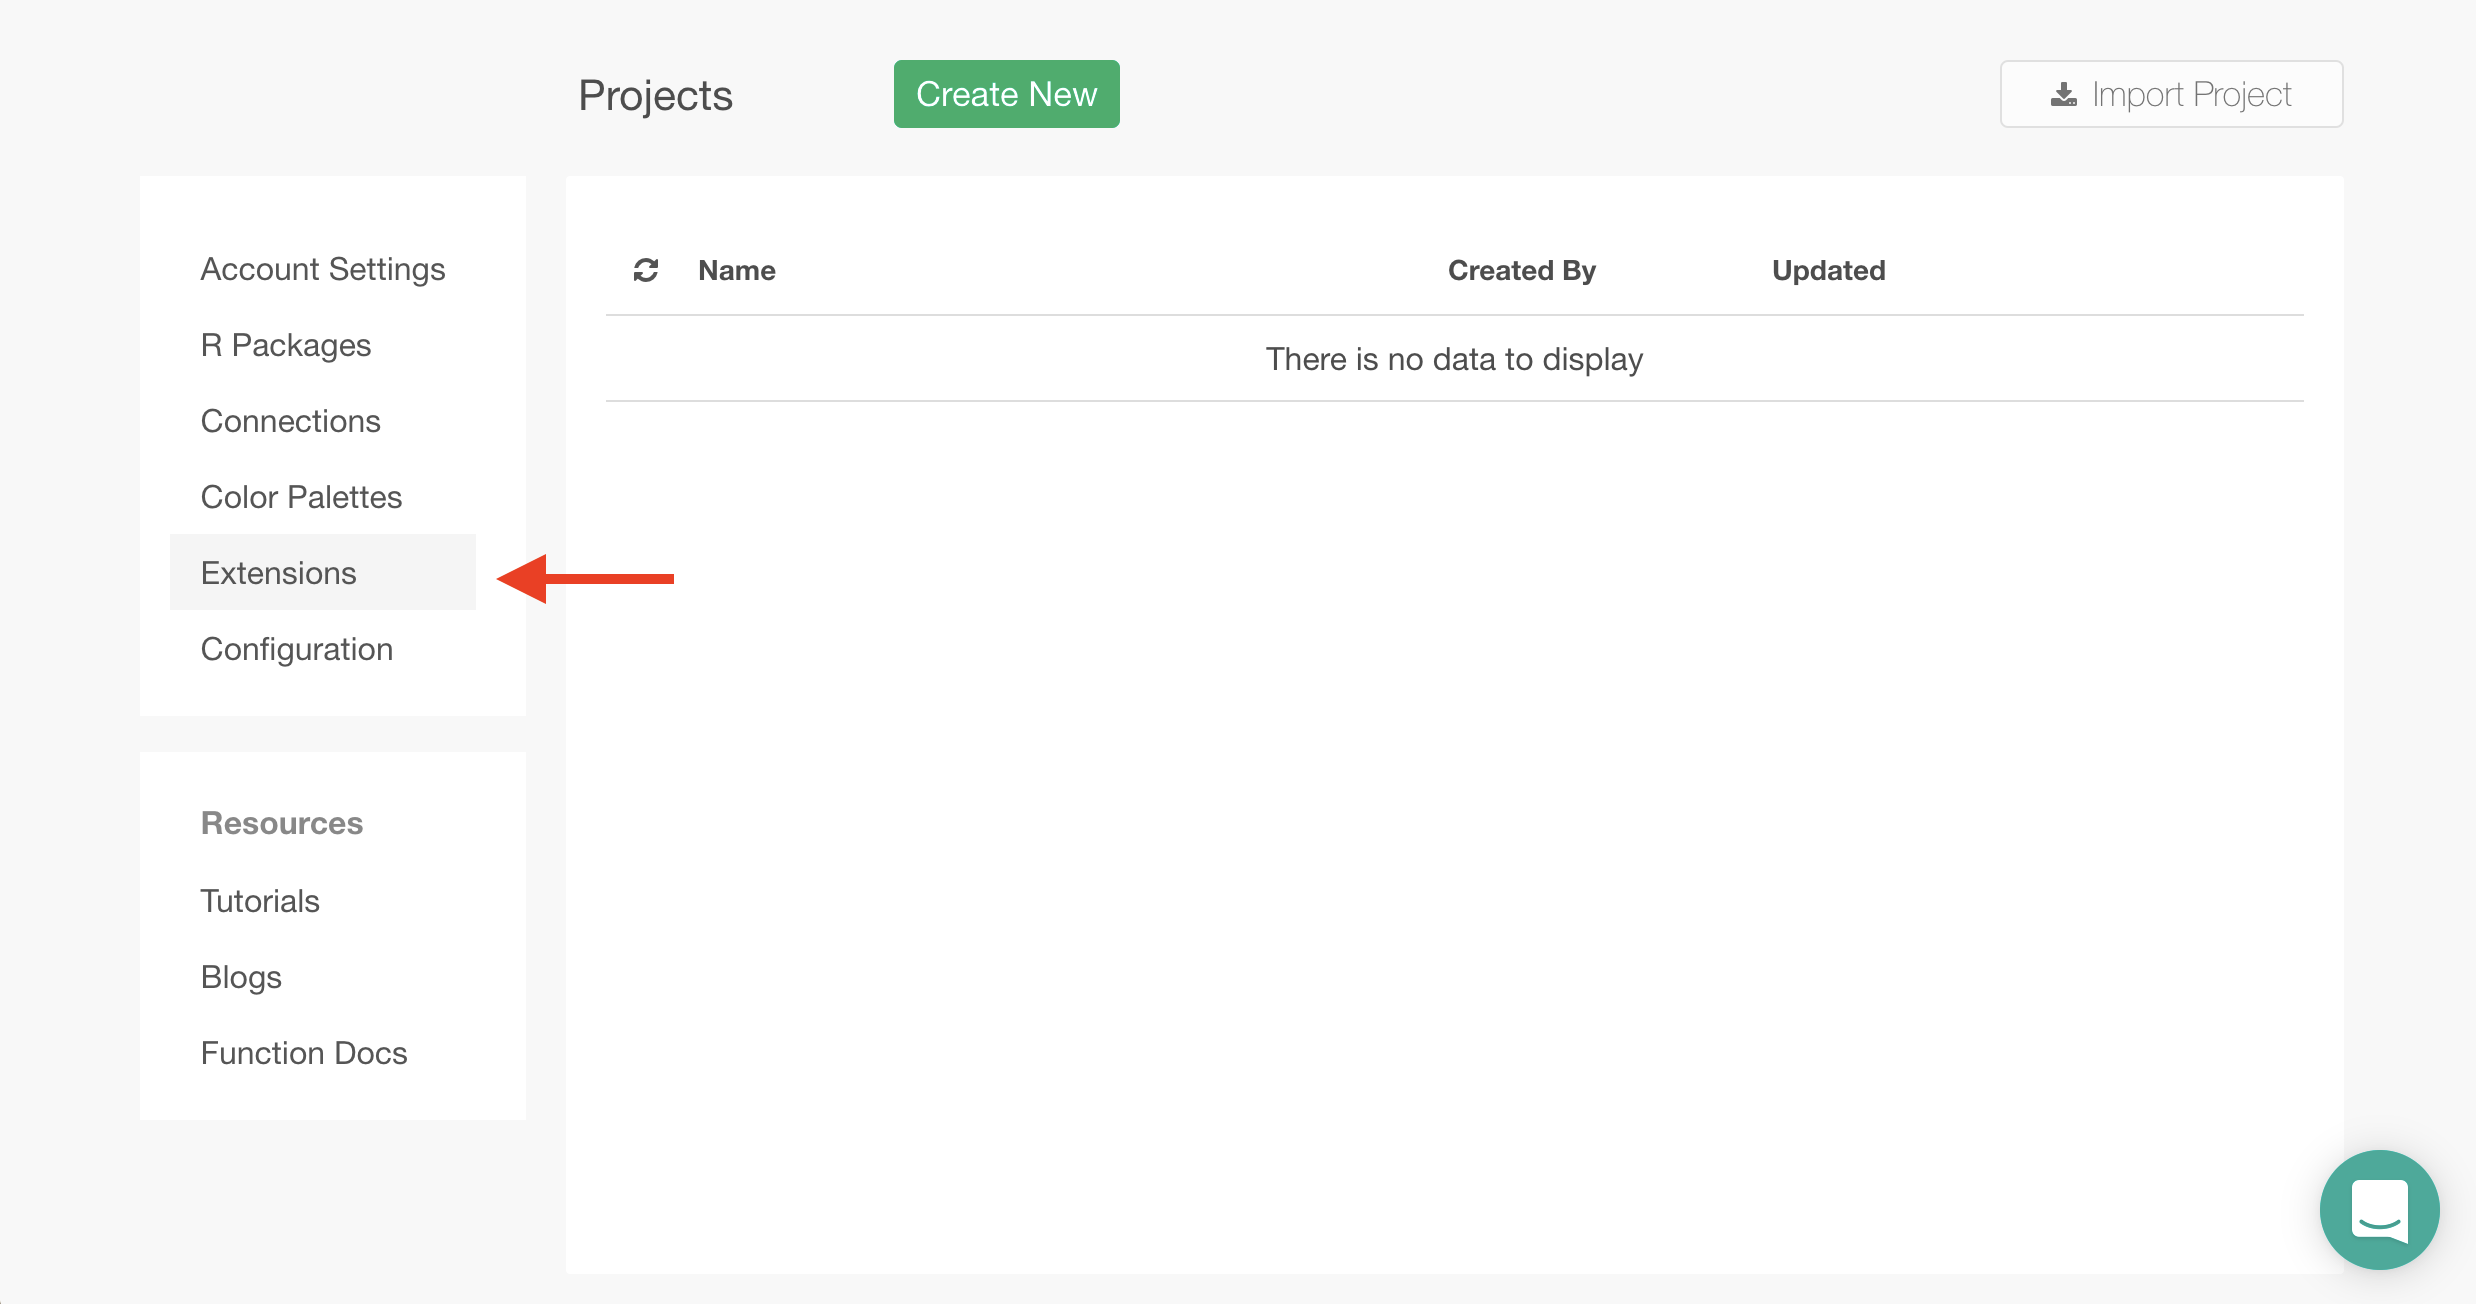 Projects
Create New
Import Project
Account Settings
R Packages
Connections
Color Palettes
Extensions
Configuration
Resources
Tutorials
Blogs
Function Docs
Name Created By Updated
There is no data to display